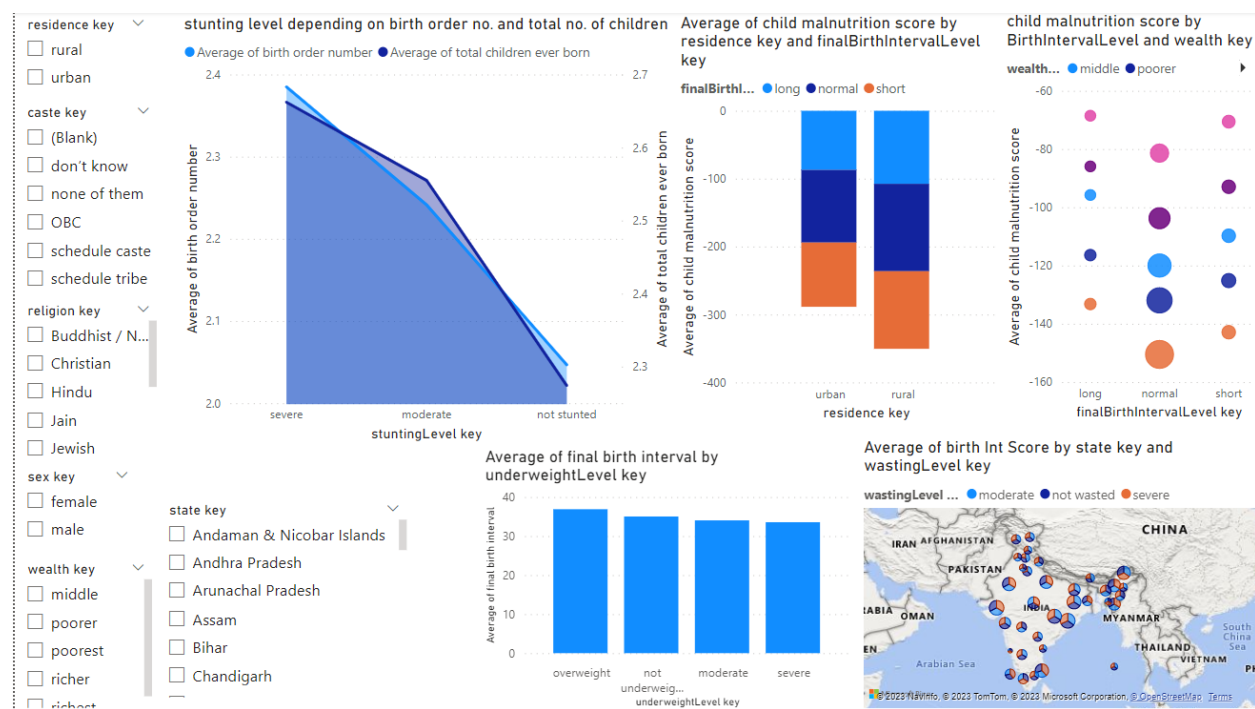 residence key
rural
urban
caste key
(Blank)
don't know
none of them
OBC
schedule caste
schedule tribe
religion key
Buddhist / N...
Christian
Hindu
Jain
Jewish
sex key
female
male
wealth key
middle
poorer
poorest
richer
richest
stunting level depending on birth order no. and total no. of children
Average of birth order number Average of total children ever born
2.4
2.3
2.2
2.1
2.0
Average of birth order number
2.7
2.6
2.5
2.4
2.3
Average of total children ever born
severe moderate not stunted
stuntingLevel key
Average of child malnutrition score by
residence key and finalBirthIntervalLevel
key
finalBirthI... long normal short
0
-100
-200
-300
-400
Average of child malnutrition score
urban rural
residence key
child malnutrition score by
BirthIntervalLevel and wealth key
wealth... middle poorer
-60
-80
-100
-120
-140
-160
Average of child malnutrition score
long normal short
finalBirthIntervalLevel key
state key
Andaman & Nicobar Islands
Andhra Pradesh
Arunachal Pradesh
Assam
Bihar
Chandigarh
Average of final birth interval by
underweightLevel key
40
30
20
10
0
Average of final birth interval
overweight not underweig... moderate severe
underweightLevel key
Average of birth Int Score by state key and
wastingLevel key
wastingLevel ... moderate not wasted severe
CHINA
IRAN AFGHANISTAN
PAKISTAN
INDIA
RABIA
OMAN
MYANMAR
EN
THAILAND
VIETNAM
South
China
Sea
PH
Arabian Sea
© 2023 NavInfo, © 2023 TomTom, © 2023 Microsoft Corporation, © OpenStreetMap Terms